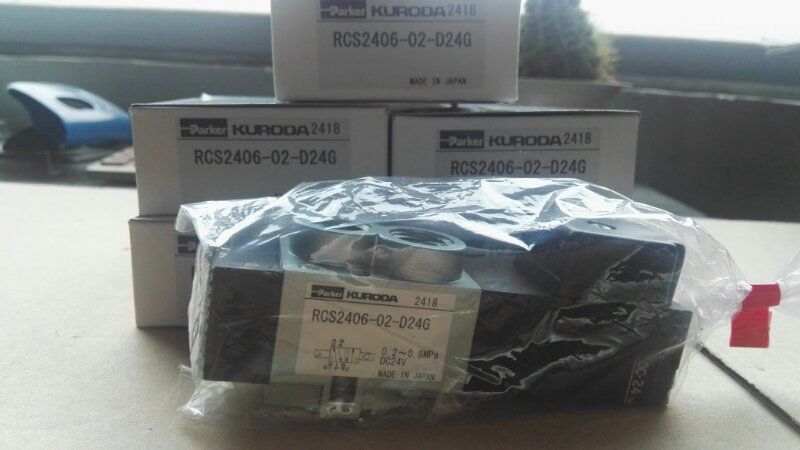 Parker KURODA 2418
RCS2406-02-D24G
MADE IN JAPAN
Parker KURODA 2418
RCS2406-02-D24G
Parker KURODA 2418
RCS2406-02-D24G
Parker KURODA 2418
RCS2406-02-D24G
0.2~0.8MPa
DC24V
MADE IN JAPAN
DC24